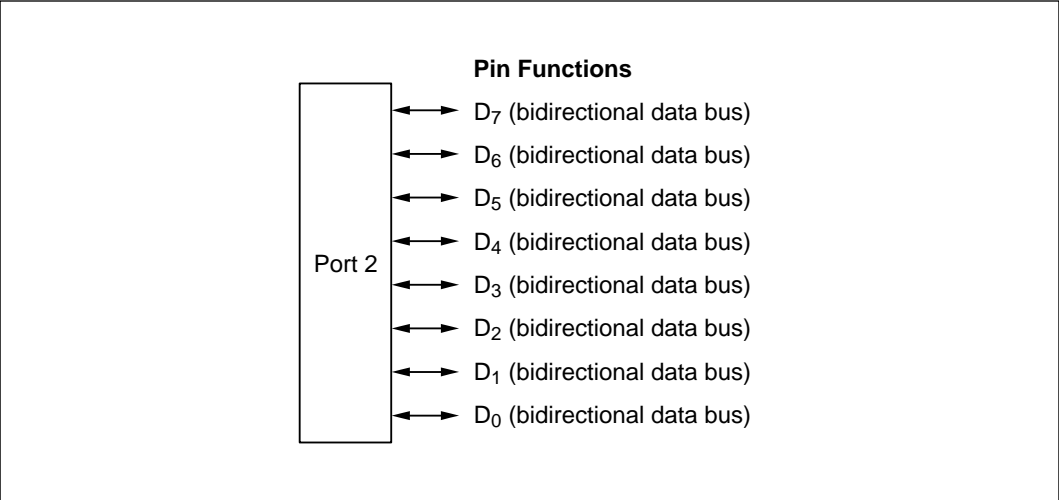 Pin Functions
D7 (bidirectional data bus)
D6 (bidirectional data bus)
D5 (bidirectional data bus)
D4 (bidirectional data bus)
Port 2
D3 (bidirectional data bus)
D2 (bidirectional data bus)
D1 (bidirectional data bus)
D0 (bidirectional data bus)